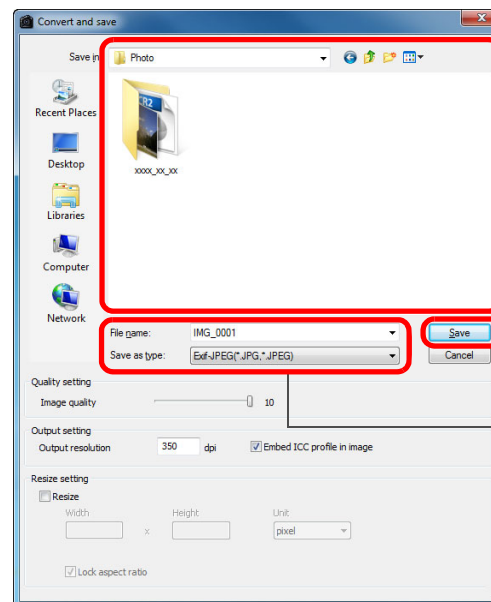 Convert and save
Save in
Photo
Recent Places
Desktop
Libraries
Computer
Network
CR2
xxxx_xx_xx
File name:
IMG_0001
Save
Save as type:
Exif-JPEG(*.JPG,*.JPEG)
Cancel
Quality setting
Image quality
10
Output setting
Output resolution
350
dpi
Embed ICC profile in image
Resize setting
Resize
Width
Height
Unit
x
pixel
Lock aspect ratio